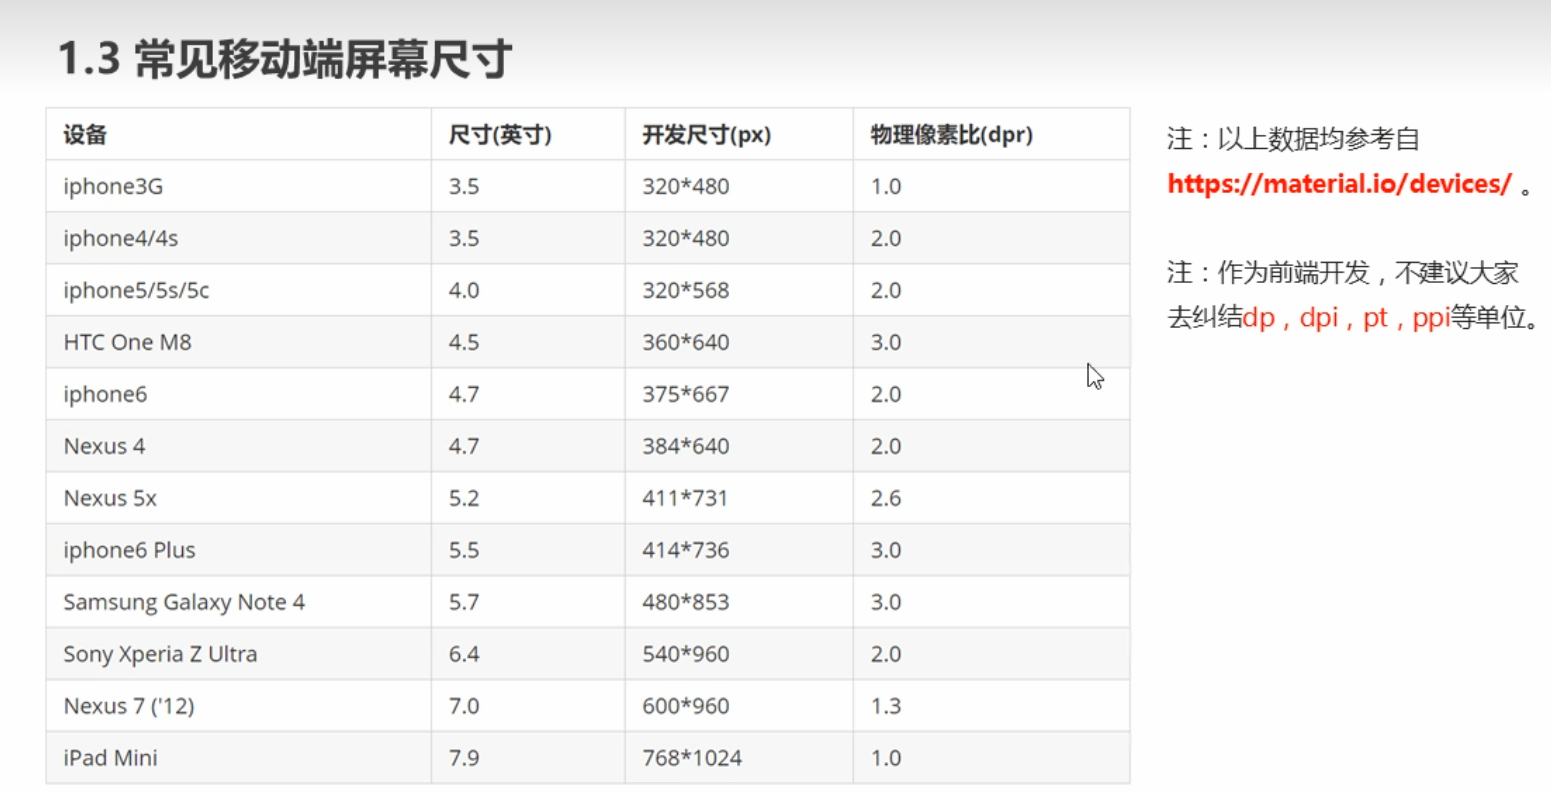 1.3 常见移动端屏幕尺寸
设备 尺寸(英寸) 开发尺寸(px) 物理像素比(dpr)
iphone3G 3.5 320*480 1.0
iphone4/4s 3.5 320*480 2.0
iphone5/5s/5c 4.0 320*568 2.0
HTC One M8 4.5 360*640 3.0
iphone6 4.7 375*667 2.0
Nexus 4 4.7 384*640 2.0
Nexus 5x 5.2 411*731 2.6
iphone6 Plus 5.5 414*736 3.0
Samsung Galaxy Note 4 5.7 480*853 3.0
Sony Xperia Z Ultra 6.4 540*960 2.0
Nexus 7 ('12) 7.0 600*960 1.3
iPad Mini 7.9 768*1024 1.0
注：以上数据均参考自
https://material.io/devices/ 。
注：作为前端开发，不建议大家
去纠结dp，dpi，pt，ppi等单位。